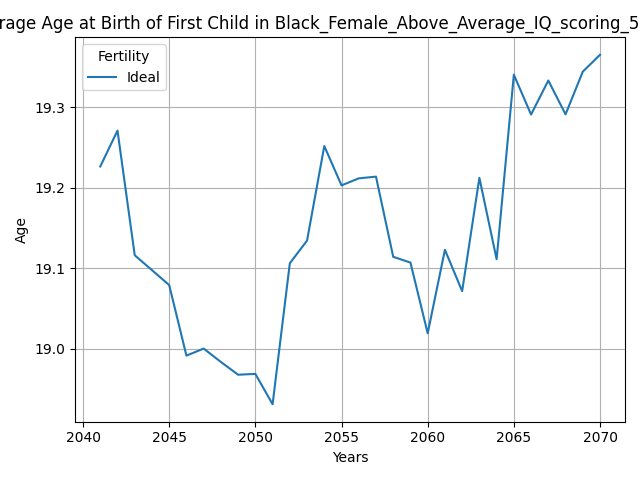 rage Age at Birth of First Child in Black_Female_Above_Average_IQ_scoring_5
Fertility
Ideal
Age
19.3
19.2
19.1
19.0
2040 2045 2050 2055 2060 2065 2070
Years